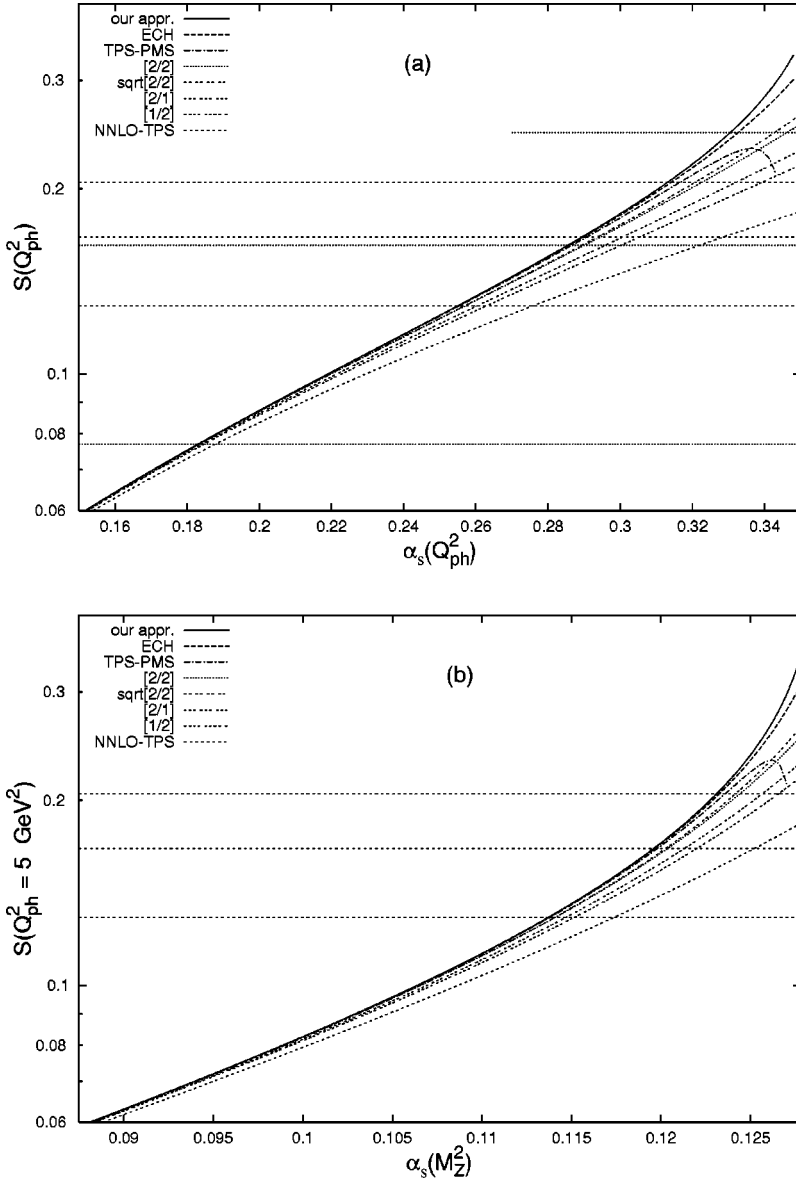 our appr.
ECH
TPS-PMS
[2/2]
sqrt[2/2]
[2/1]
[1/2]
NNLO-TPS
(a)
0.3
0.2
0.1
0.08
0.06
S(Q²ₚₕ)
0.16 0.18 0.2 0.22 0.24 0.26 0.28 0.3 0.32 0.34
αₛ(Q²ₚₕ)
our appr.
ECH
TPS-PMS
[2/2]
sqrt[2/2]
[2/1]
[1/2]
NNLO-TPS
(b)
0.3
0.2
0.1
0.08
0.06
S(Q²ₚₕ = 5 GeV²)
0.09 0.095 0.1 0.105 0.11 0.115 0.12 0.125
αₛ(M²_Z)